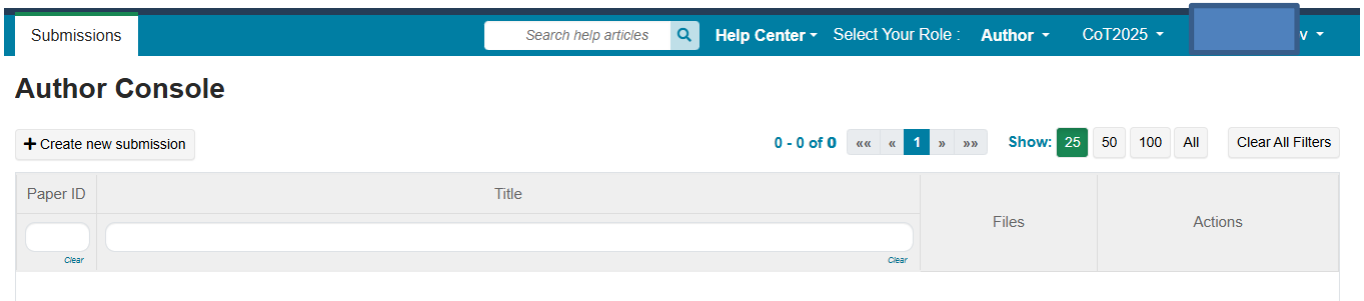 Submissions Search help articles Help Center Select Your Role : Author CoT2025 v
Author Console
+ Create new submission 0 - 0 of 0 «« « 1 » »» Show: 25 50 100 All Clear All Filters
Paper ID Title Files Actions
Clear Clear